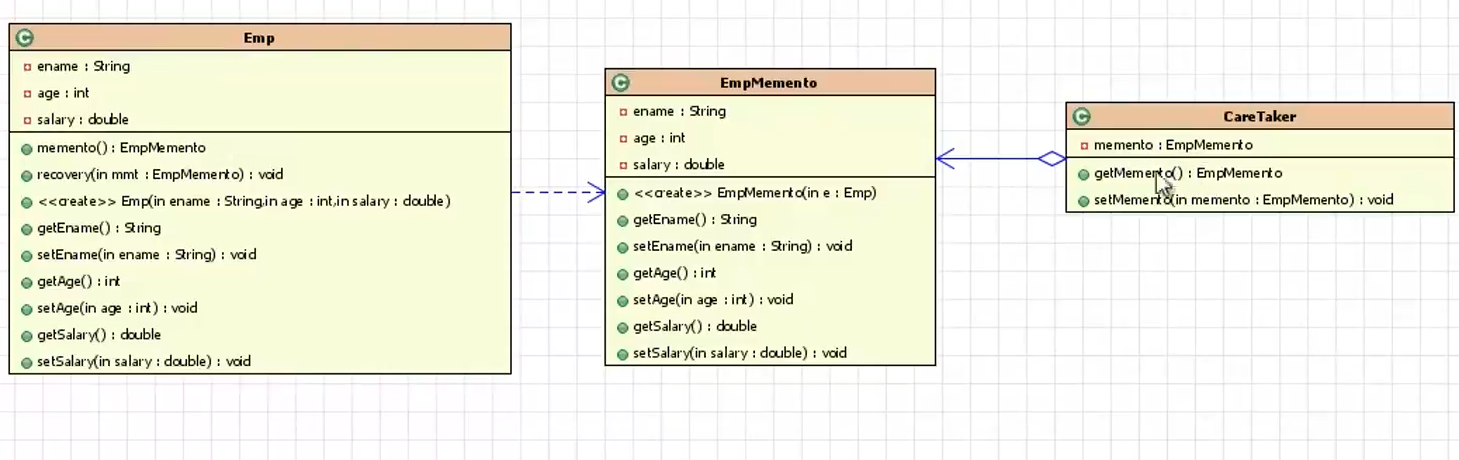 Emp
ename : String
age : int
salary : double
memento() : EmpMemento
recovery(in mmt : EmpMemento) : void
<<create>> Emp(in ename : String,in age : int,in salary : double)
getEname() : String
setEname(in ename : String) : void
getAge() : int
setAge(in age : int) : void
getSalary() : double
setSalary(in salary : double) : void
EmpMemento
ename : String
age : int
salary : double
<<create>> EmpMemento(in e : Emp)
getEname() : String
setEname(in ename : String) : void
getAge() : int
setAge(in age : int) : void
getSalary() : double
setSalary(in salary : double) : void
CareTaker
memento : EmpMemento
getMemento() : EmpMemento
setMemento(in memento : EmpMemento) : void